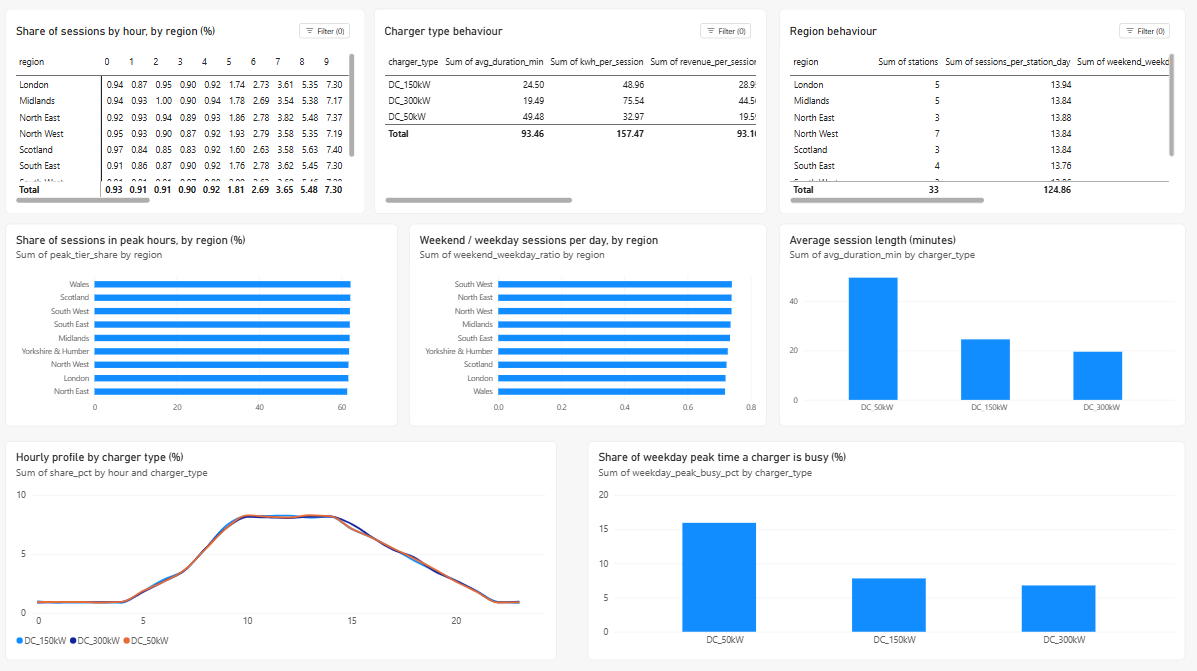 Share of sessions by hour, by region (%)
Filter (0)
region 0 1 2 3 4 5 6 7 8 9
London 0.94 0.87 0.95 0.90 0.92 1.74 2.73 3.61 5.35 7.30
Midlands 0.94 0.93 1.00 0.90 0.94 1.78 2.69 3.54 5.38 7.17
North East 0.92 0.93 0.94 0.89 0.93 1.86 2.78 3.82 5.48 7.37
North West 0.95 0.93 0.90 0.87 0.92 1.93 2.79 3.58 5.35 7.19
Scotland 0.97 0.84 0.85 0.83 0.92 1.60 2.63 3.58 5.63 7.40
South East 0.91 0.86 0.87 0.90 0.92 1.76 2.78 3.62 5.45 7.30
Total 0.93 0.91 0.91 0.90 0.92 1.81 2.69 3.65 5.48 7.30
Charger type behaviour
Filter (0)
charger_type Sum of avg_duration_min Sum of kwh_per_session Sum of revenue_per_session
DC_150kW 24.50 48.96 28.9
DC_300kW 19.49 75.54 44.5
DC_50kW 49.48 32.97 19.5
Total 93.46 157.47 93.1
Region behaviour
Filter (0)
region Sum of stations Sum of sessions_per_station_day Sum of weekend_weekd
London 5 13.94
Midlands 5 13.84
North East 3 13.88
North West 7 13.84
Scotland 3 13.84
South East 4 13.76
Total 33 124.86
Share of sessions in peak hours, by region (%)
Sum of peak_tier_share by region
Wales
Scotland
South West
South East
Midlands
Yorkshire & Humber
North West
London
North East
0 20 40 60
Weekend / weekday sessions per day, by region
Sum of weekend_weekday_ratio by region
South West
North East
North West
Midlands
South East
Yorkshire & Humber
Scotland
London
Wales
0.0 0.2 0.4 0.6 0.8
Average session length (minutes)
Sum of avg_duration_min by charger_type
40
20
0
DC_50kW DC_150kW DC_300kW
Hourly profile by charger type (%)
Sum of share_pct by hour and charger_type
10
5
0
0 5 10 15 20
DC_150kW DC_300kW DC_50kW
Share of weekday peak time a charger is busy (%)
Sum of weekday_peak_busy_pct by charger_type
20
15
10
5
0
DC_50kW DC_150kW DC_300kW